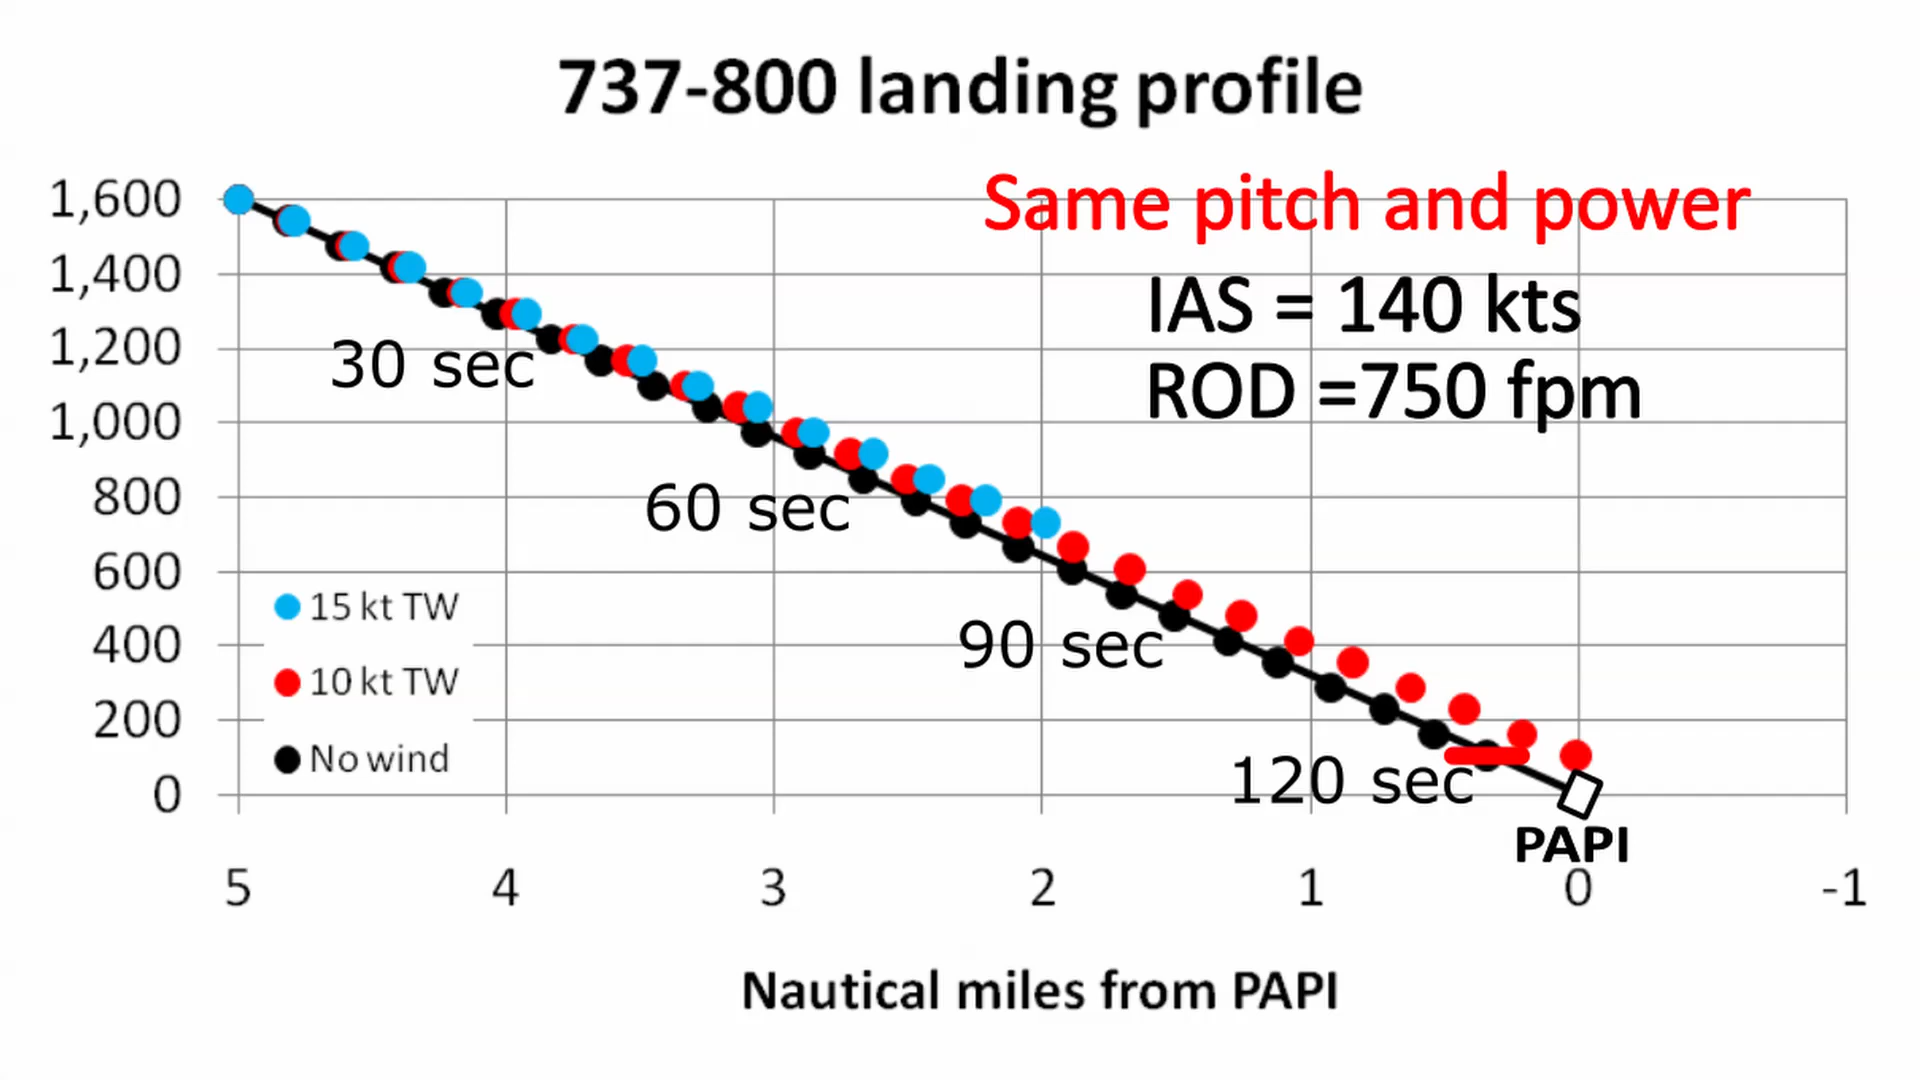 737-800 landing profile
Same pitch and power
IAS = 140 kts
ROD =750 fpm
1,600
1,400
1,200
1,000
800
600
400
200
0
30 sec
60 sec
90 sec
120 sec
15 kt TW
10 kt TW
No wind
PAPI
5 4 3 2 1 0 -1
Nautical miles from PAPI